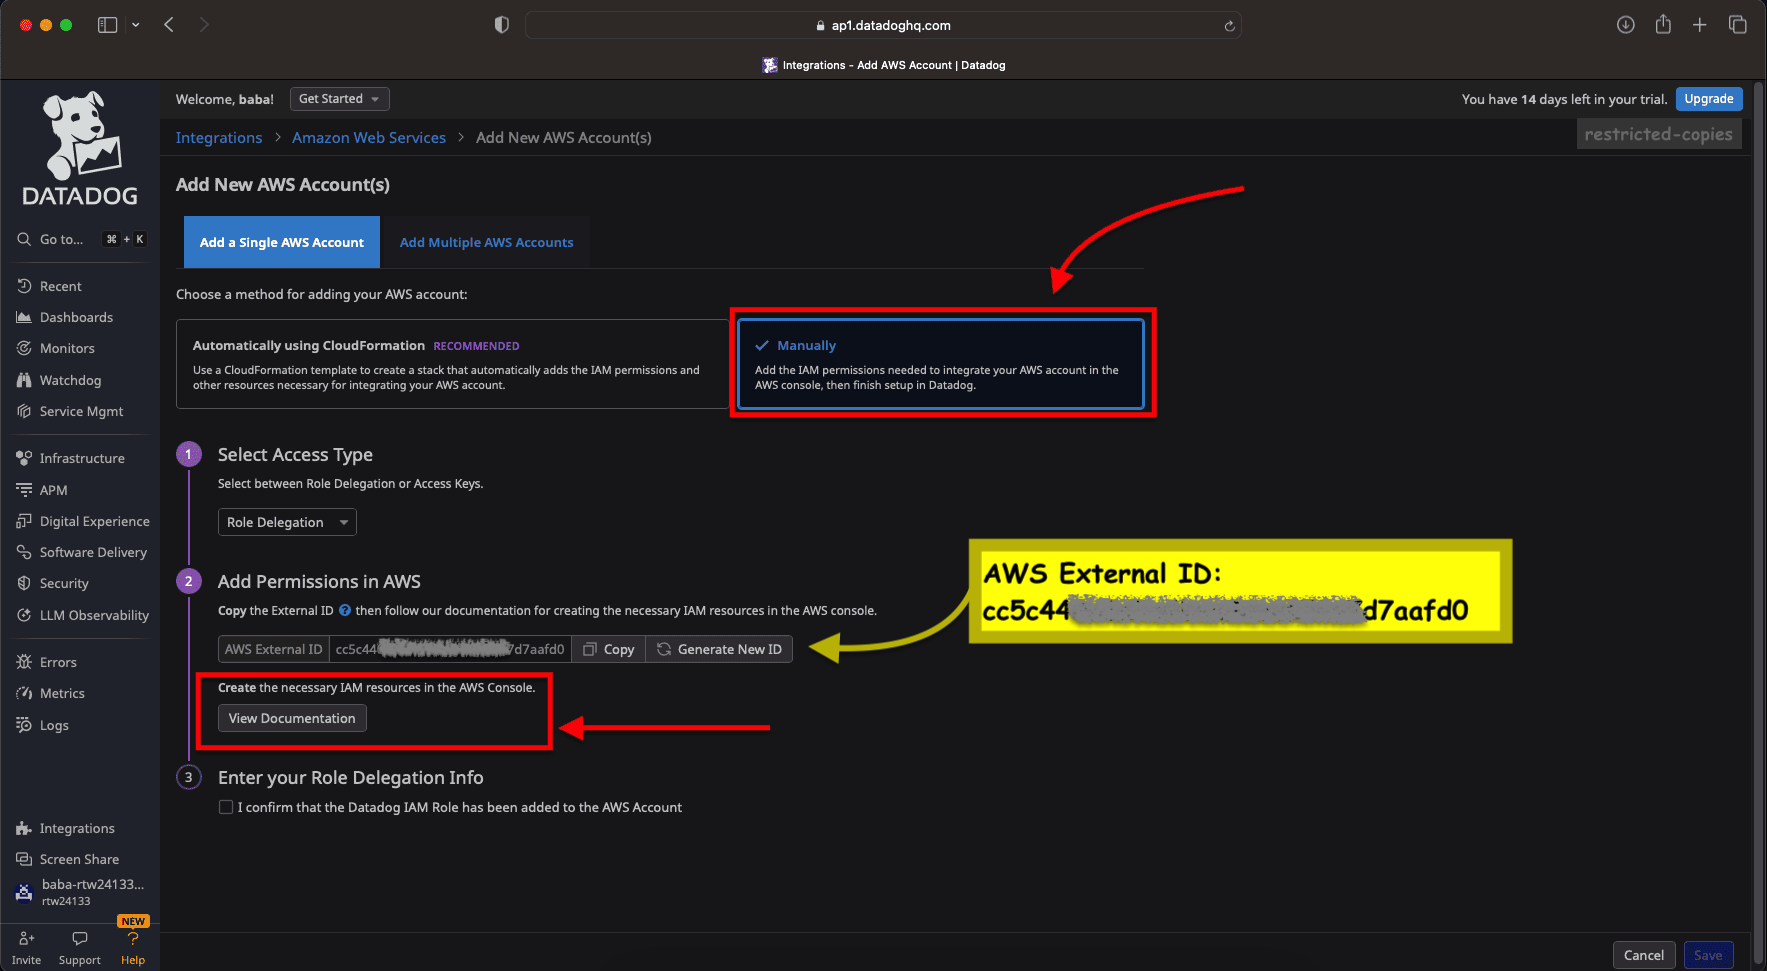 ap1.datadoghq.com
Integrations - Add AWS Account | Datadog
DATADOG
Go to... ⌘ + K
Recent
Dashboards
Monitors
Watchdog
Service Mgmt
Infrastructure
APM
Digital Experience
Software Delivery
Security
LLM Observability
Errors
Metrics
Logs
Integrations
Screen Share
baba-rtw24133...
rtw24133
NEW
Invite Support Help
Welcome, baba! Get Started
You have 14 days left in your trial. Upgrade
Integrations > Amazon Web Services > Add New AWS Account(s)
restricted-copies
Add New AWS Account(s)
Add a Single AWS Account Add Multiple AWS Accounts
Choose a method for adding your AWS account:
Automatically using CloudFormation RECOMMENDED
Use a CloudFormation template to create a stack that automatically adds the IAM permissions and
other resources necessary for integrating your AWS account.
Manually
Add the IAM permissions needed to integrate your AWS account in the
AWS console, then finish setup in Datadog.
1 Select Access Type
Select between Role Delegation or Access Keys.
Role Delegation
2 Add Permissions in AWS
Copy the External ID ? then follow our documentation for creating the necessary IAM resources in the AWS console.
AWS External ID cc5c44 7d7aafd0 Copy Generate New ID
AWS External ID:
cc5c44 d7aafd0
Create the necessary IAM resources in the AWS Console.
View Documentation
3 Enter your Role Delegation Info
I confirm that the Datadog IAM Role has been added to the AWS Account
Cancel Save